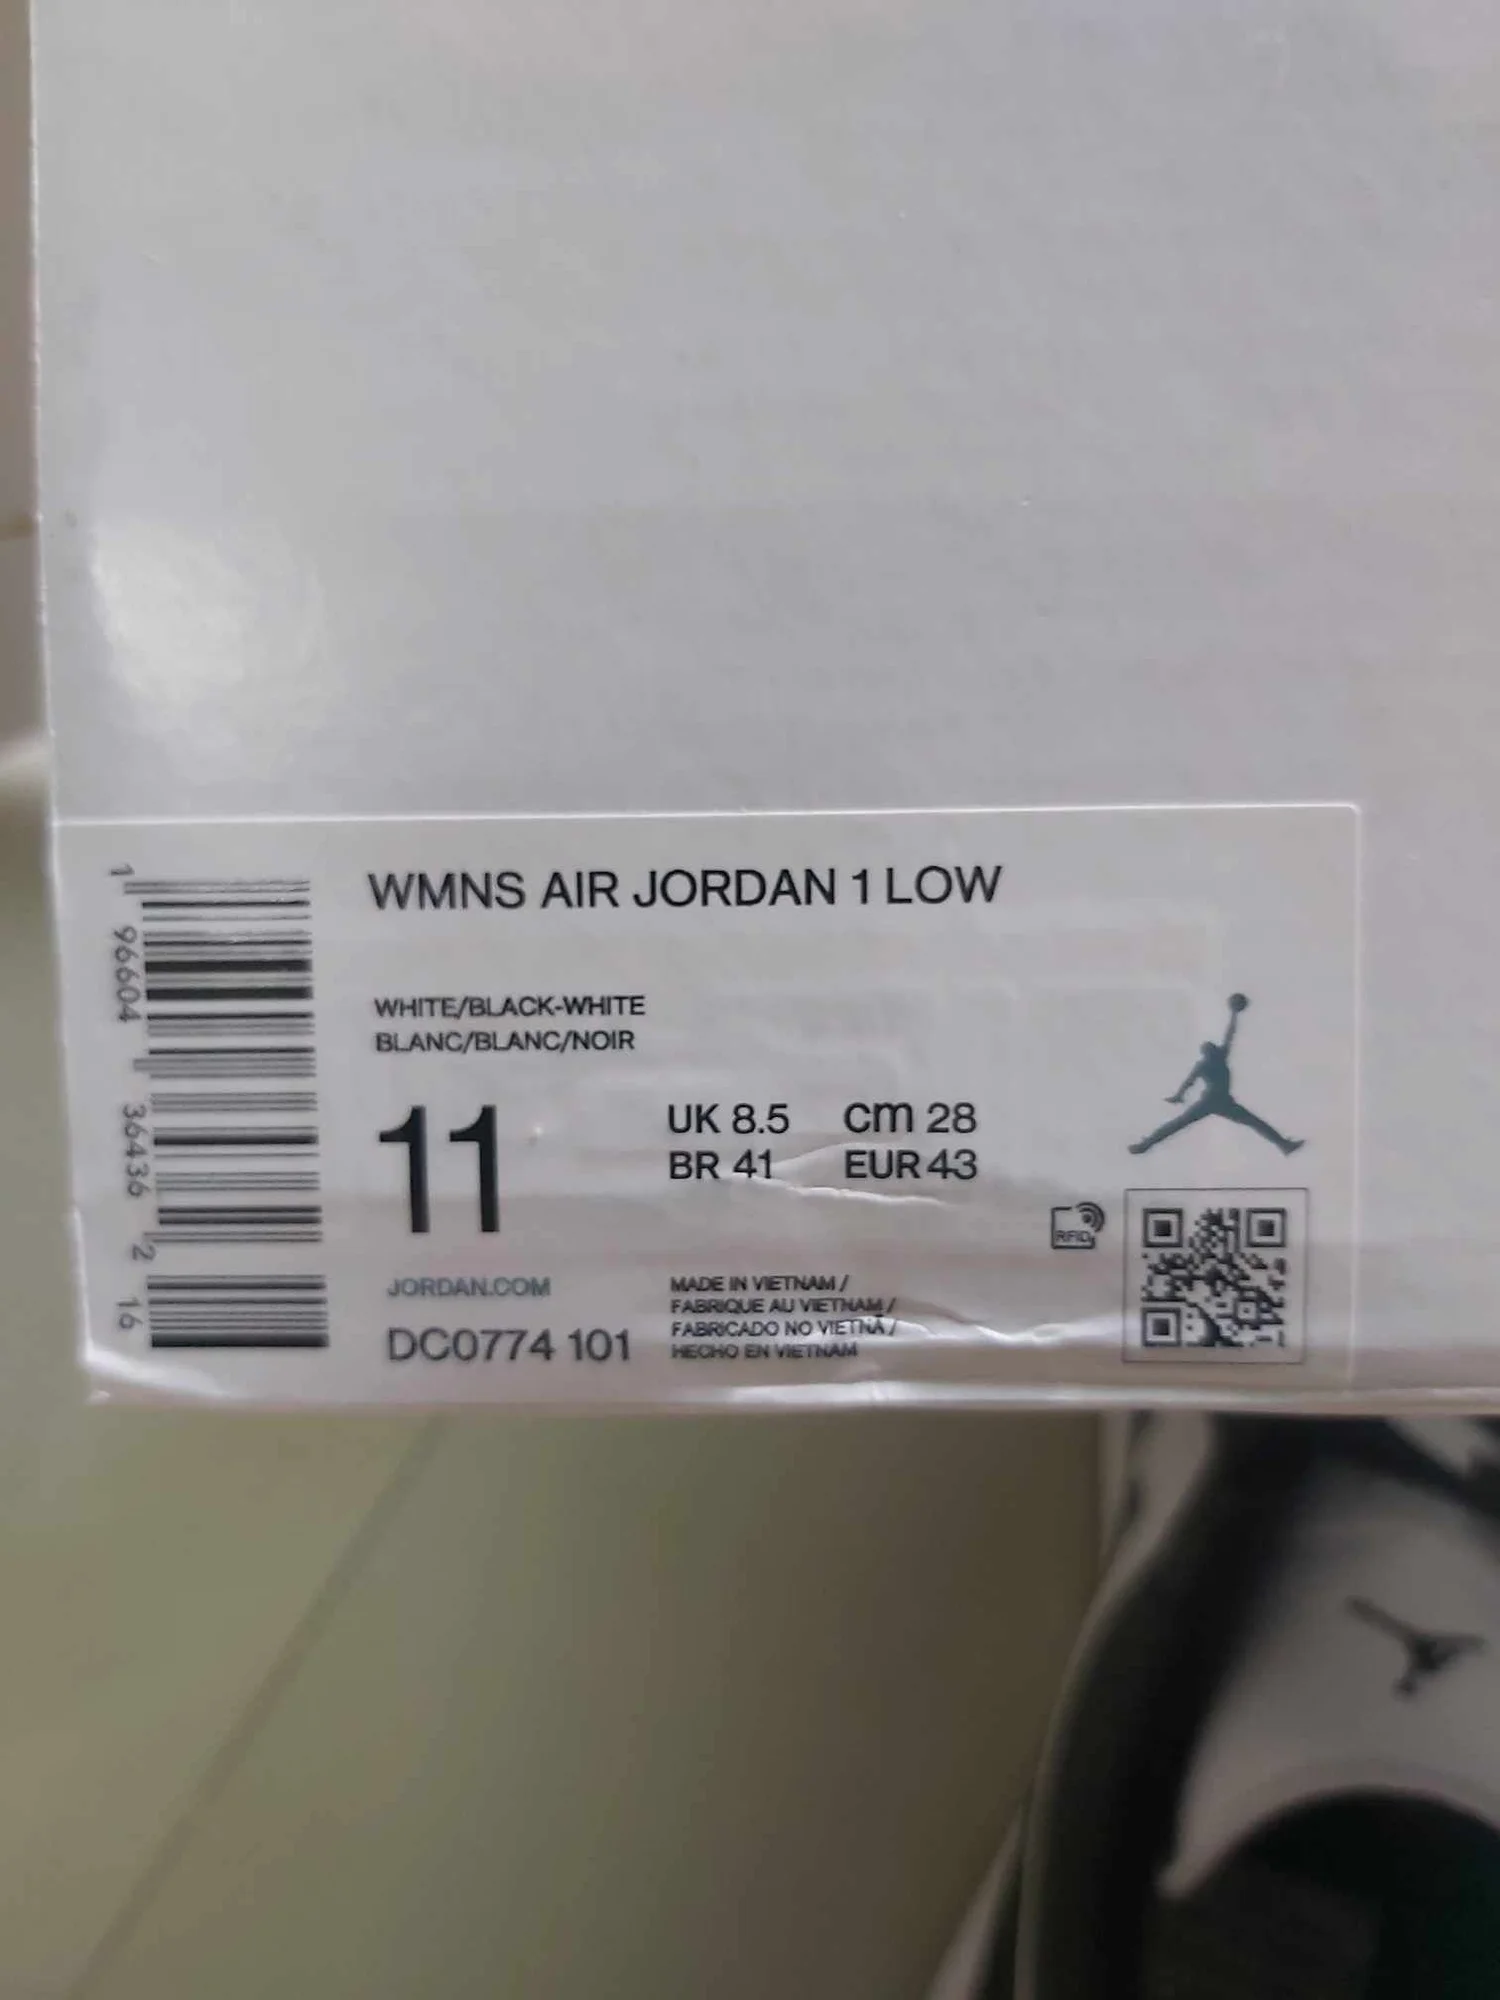 WMNS AIR JORDAN 1 LOW
WHITE/BLACK-WHITE
BLANC/BLANC/NOIR
11
UK 8.5 cm 28
BR 41 EUR 43
RFID
JORDAN.COM
DC0774 101
MADE IN VIETNAM /
FABRIQUE AU VIETNAM /
FABRICADO NO VIETNÃ /
HECHO EN VIETNAM
1 96604 36436 2 16